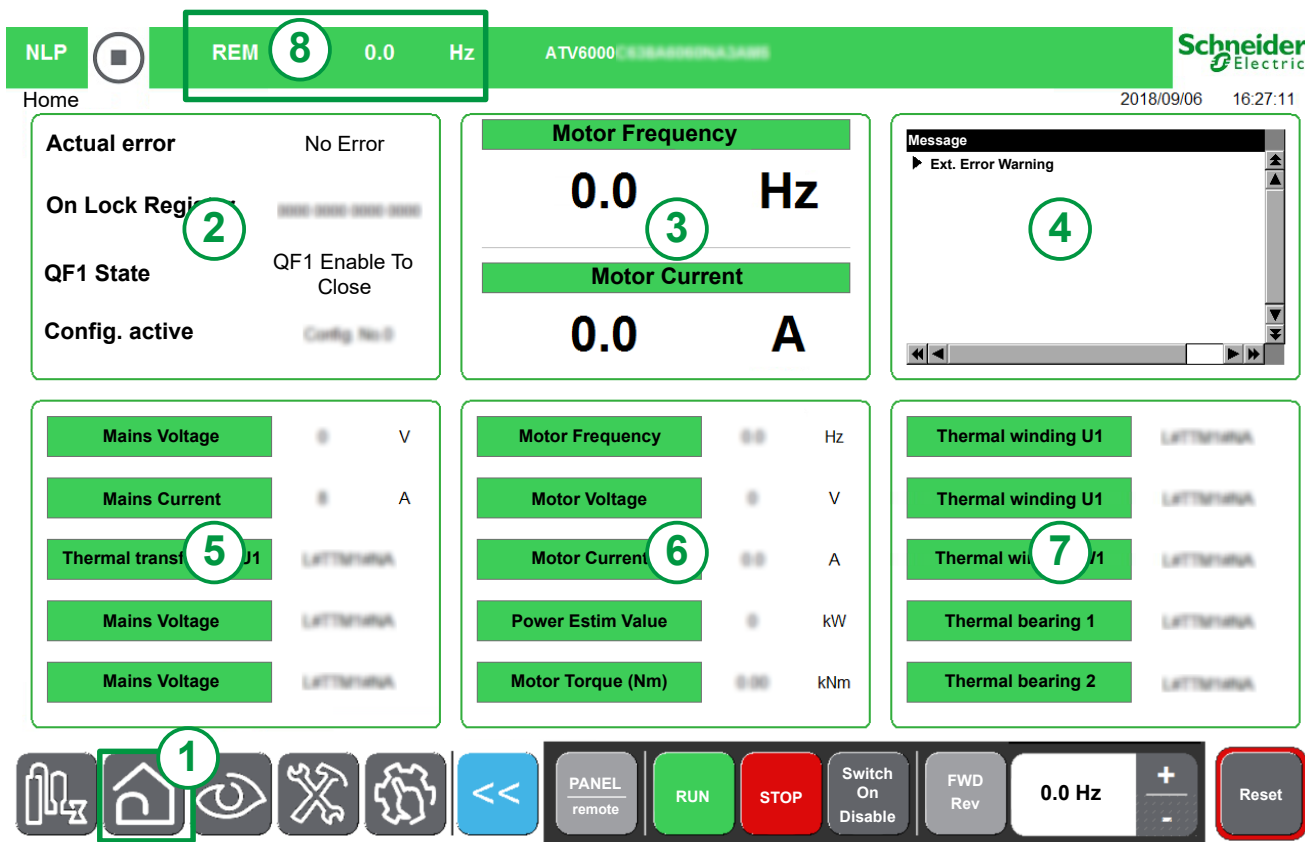 NLP
REM 8 0.0 Hz
ATV6000
Schneider
Electric
Home
2018/09/06 16:27:11
Actual error No Error
On Lock Register
2
QF1 State QF1 Enable To
Close
Config. active
Motor Frequency
0.0 Hz
3
Motor Current
0.0 A
Message
Ext. Error Warning
4
Mains Voltage V
Mains Current A
Thermal U1
5
Mains Voltage
Mains Voltage
Motor Frequency Hz
Motor Voltage V
Motor Current A
6
Power Estim Value kW
Motor Torque (Nm) kNm
Thermal winding U1
Thermal winding U1
Thermal
7
Thermal bearing 1
Thermal bearing 2
1
<<
PANEL
remote
RUN
STOP
Switch
On
Disable
FWD
Rev
0.0 Hz
+
-
Reset